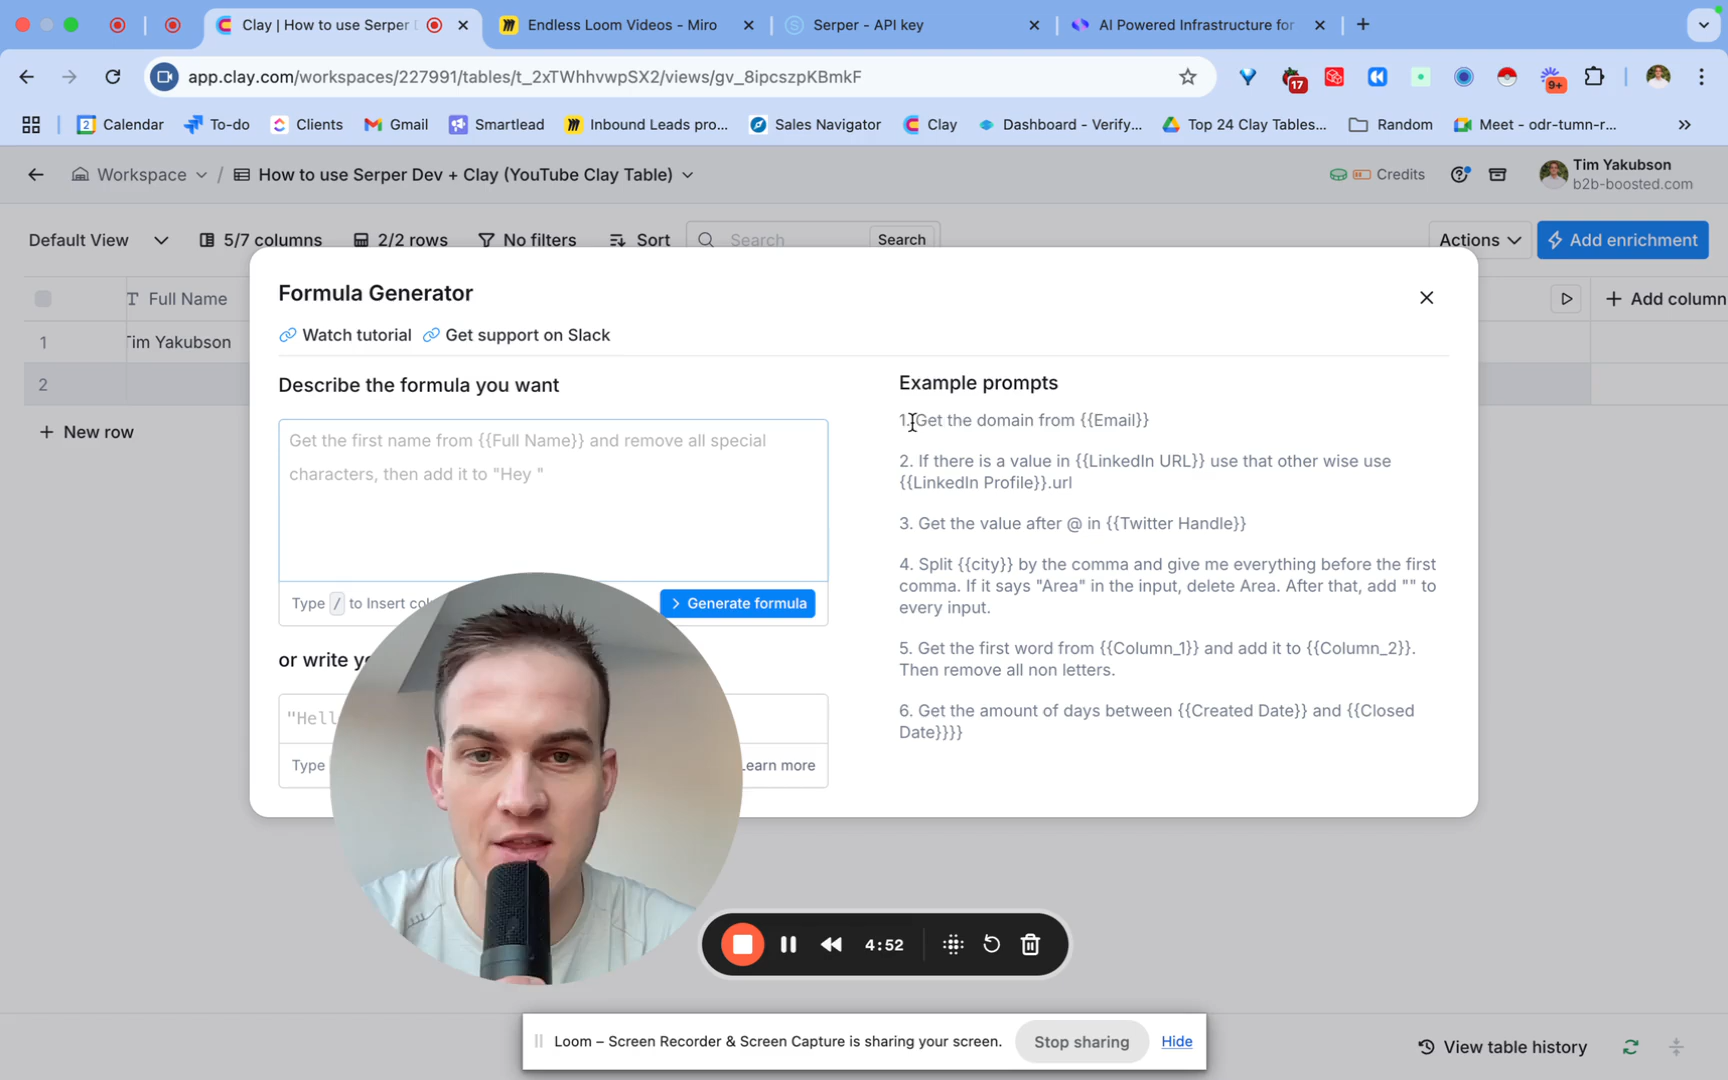 Clay | How to use Serper D
Endless Loom Videos - Miro
Serper - API key
AI Powered Infrastructure for
app.clay.com/workspaces/227991/tables/t_2xTWhhvwpSX2/views/gv_8ipcszpKBmkF
17
9+
Calendar
To-do
Clients
Gmail
Smartlead
Inbound Leads pro...
Sales Navigator
Clay
Dashboard - Verify,...
Top 24 Clay Tables...
Random
Meet - odr-tumn-r...
Workspace / How to use Serper Dev + Clay (YouTube Clay Table)
Credits
Tim Yakubson
b2b-boosted.com
Default View
5/7 columns
2/2 rows
No filters
Sort
Search
Search
Actions
Add enrichment
Full Name
+ Add column
1
Tim Yakubson
2
+ New row
Formula Generator
Watch tutorial
Get support on Slack
Describe the formula you want
Get the first name from {{Full Name}} and remove all special
characters, then add it to "Hey "
Type / to Insert col
Generate formula
or write y
"Hell
Type
Learn more
Example prompts
1. Get the domain from {{Email}}
2. If there is a value in {{LinkedIn URL}} use that other wise use
{{LinkedIn Profile}}.url
3. Get the value after @ in {{Twitter Handle}}
4. Split {{city}} by the comma and give me everything before the first
comma. If it says "Area" in the input, delete Area. After that, add "" to
every input.
5. Get the first word from {{Column_1}} and add it to {{Column_2}}.
Then remove all non letters.
6. Get the amount of days between {{Created Date}} and {{Closed
Date}}}}
4:52
Loom – Screen Recorder & Screen Capture is sharing your screen.
Stop sharing
Hide
View table history